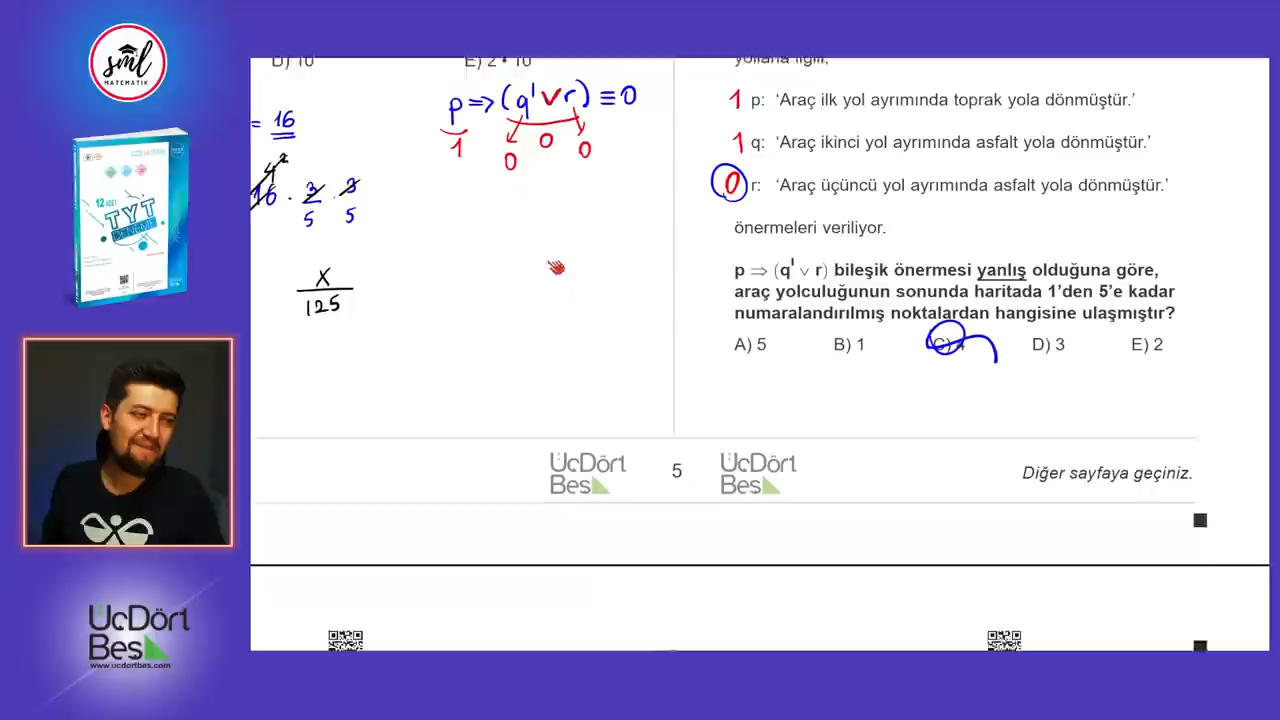 sml
MATEMATİK
12 ADET
TYT
DENEME
ÜçDört
Beş
www.ucdortbes.com
D) 10
= 16
2
4
16 · 2/5 · 3/5
x/125
p ⇒ (q' ∨ r) ≡ 0
1 0 0 0
yollarla ilgili,
1 p: 'Araç ilk yol ayrımında toprak yola dönmüştür.'
1 q: 'Araç ikinci yol ayrımında asfalt yola dönmüştür.'
0 r: 'Araç üçüncü yol ayrımında asfalt yola dönmüştür.'
önermeleri veriliyor.
p ⇒ (q' ∨ r) bileşik önermesi yanlış olduğuna göre,
araç yolculuğunun sonunda haritada 1'den 5'e kadar
numaralandırılmış noktalardan hangisine ulaşmıştır?
A) 5 B) 1 C) 4 D) 3 E) 2
ÜçDört
Beş
5
ÜçDört
Beş
Diğer sayfaya geçiniz.